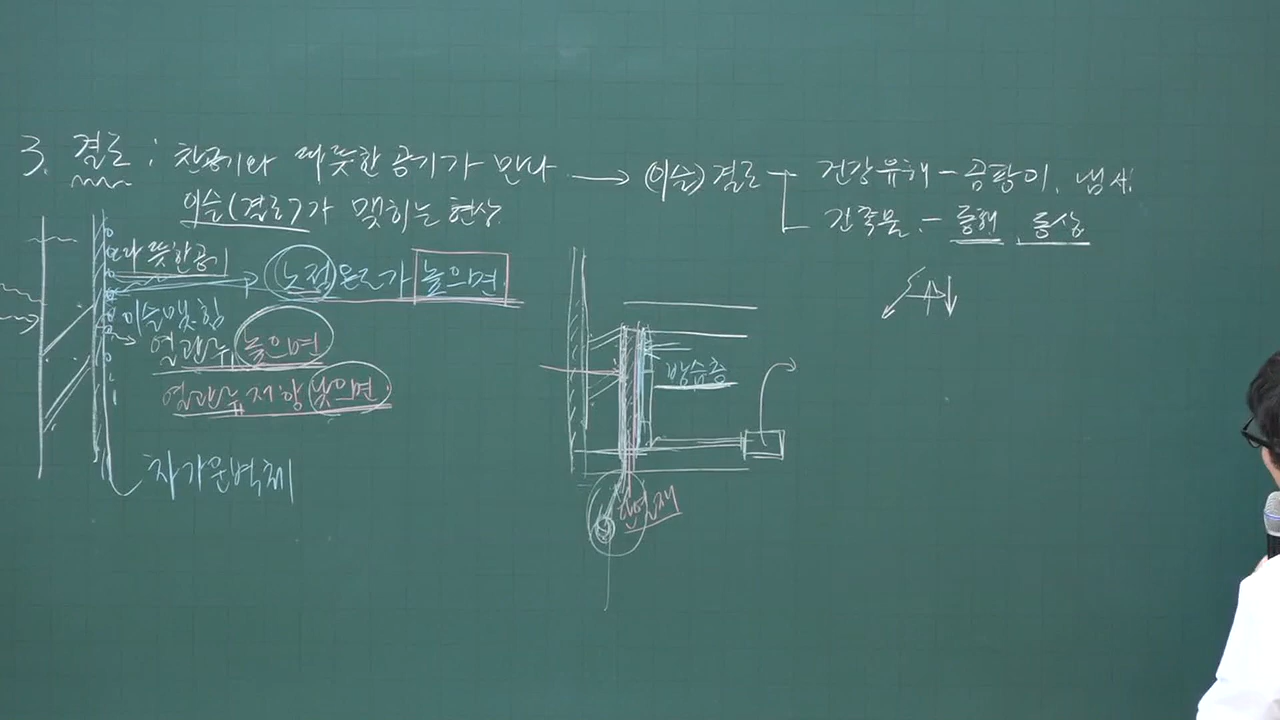 3. 결로 : 찬공기와 따뜻한 공기가 만나 → (이슬)결로 건강유해 - 곰팡이, 냄새
이슬(결로)가 맺히는 현상 건축물 - 동해, 동상
따뜻한공기 노점온도가 높으면
이슬맺힘
열관류 높으면
열관류저항 낮으면
차가운벽체
방습층
단열재